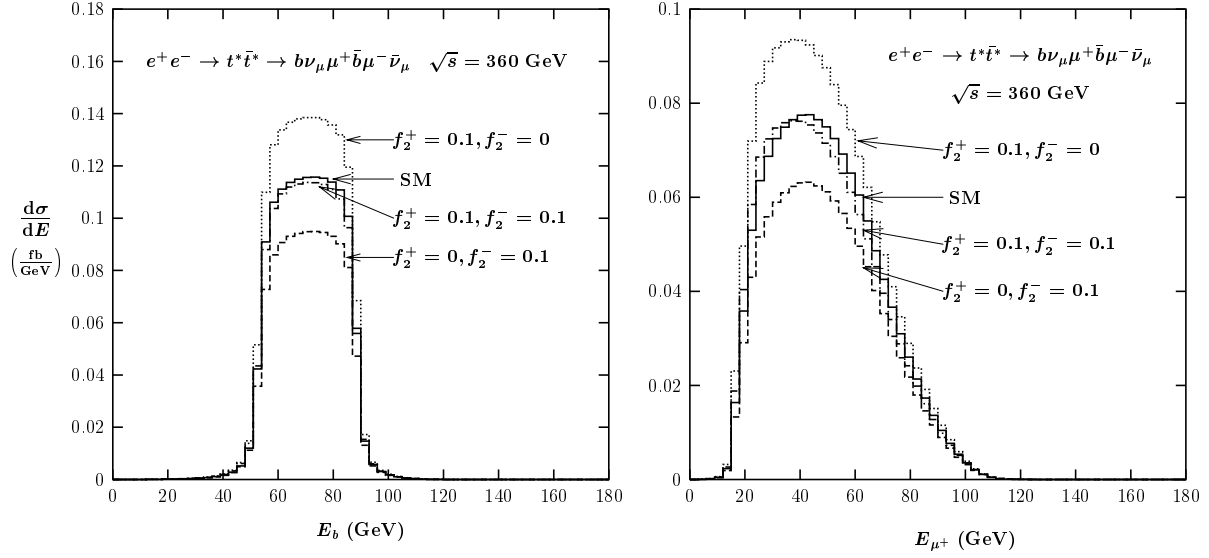 0.18
0.16
0.14
0.12
0.1
0.08
0.06
0.04
0.02
0
dσ/dE
(fb/GeV)
e⁺e⁻ → t*t̄* → bν_μμ⁺b̄μ⁻ν̄_μ √s = 360 GeV
f₂⁺ = 0.1, f₂⁻ = 0
SM
f₂⁺ = 0.1, f₂⁻ = 0.1
f₂⁺ = 0, f₂⁻ = 0.1
0 20 40 60 80 100 120 140 160 180
E_b (GeV)
0.1
0.08
0.06
0.04
0.02
0
e⁺e⁻ → t*t̄* → bν_μμ⁺b̄μ⁻ν̄_μ
√s = 360 GeV
f₂⁺ = 0.1, f₂⁻ = 0
SM
f₂⁺ = 0.1, f₂⁻ = 0.1
f₂⁺ = 0, f₂⁻ = 0.1
0 20 40 60 80 100 120 140 160 180
E_μ⁺ (GeV)